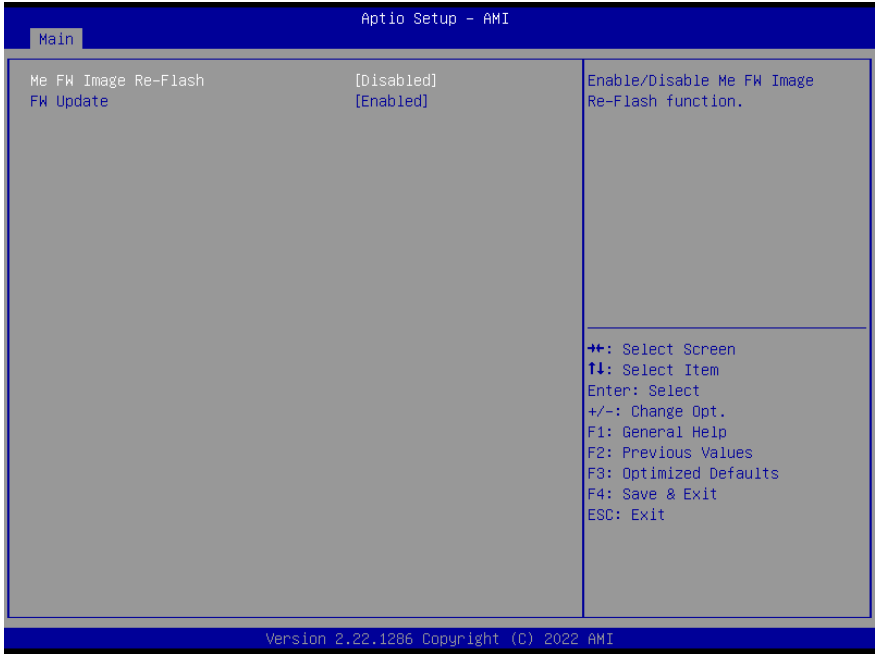 Aptio Setup – AMI
Main
Me FW Image Re-Flash [Disabled]
FW Update [Enabled]
Enable/Disable Me FW Image
Re-Flash function.
→←: Select Screen
↑↓: Select Item
Enter: Select
+/-: Change Opt.
F1: General Help
F2: Previous Values
F3: Optimized Defaults
F4: Save & Exit
ESC: Exit
Version 2.22.1286 Copyright (C) 2022 AMI